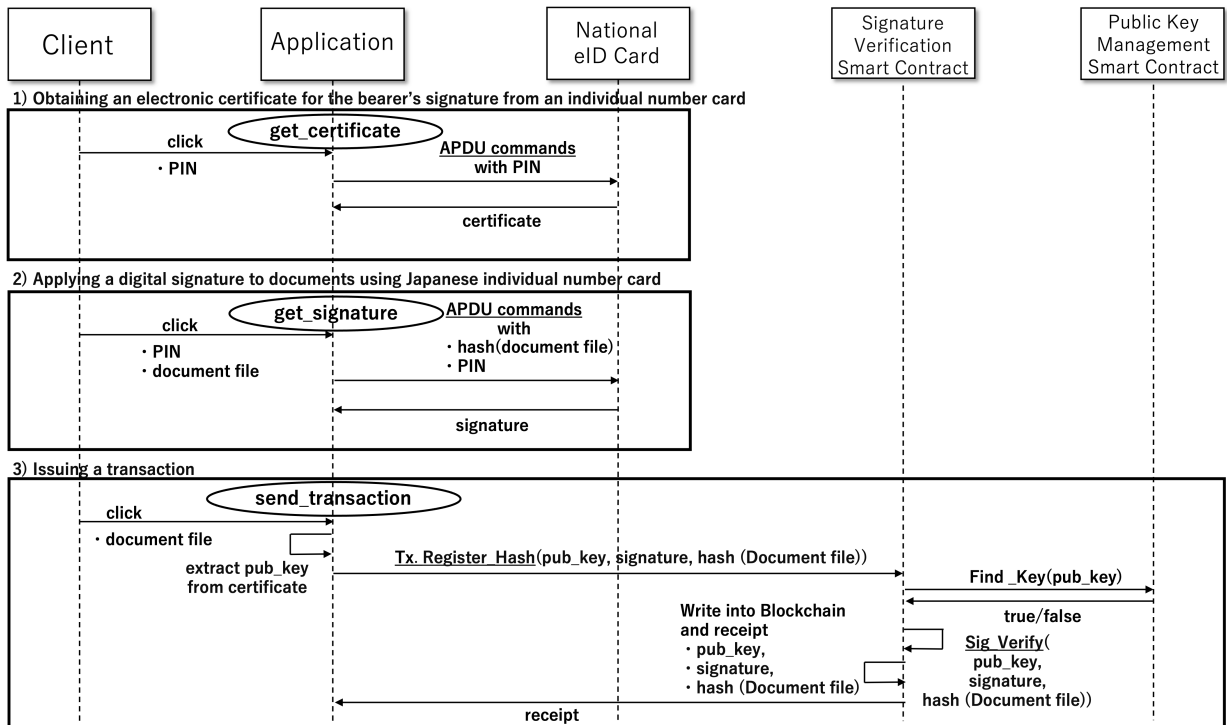 Client
Application
National
eID Card
Signature
Verification
Smart Contract
Public Key
Management
Smart Contract
1) Obtaining an electronic certificate for the bearer's signature from an individual number card
get_certificate
click
・PIN
APDU commands
with PIN
certificate
2) Applying a digital signature to documents using Japanese individual number card
get_signature
click
・PIN
・document file
APDU commands
with
・hash(document file)
・PIN
signature
3) Issuing a transaction
send_transaction
click
・document file
extract pub_key
from certificate
Tx. Register_Hash(pub_key, signature, hash (Document file))
Find _Key(pub_key)
true/false
Write into Blockchain
and receipt
・pub_key,
・signature,
・hash (Document file)
Sig_Verify(
pub_key,
signature,
hash (Document file))
receipt